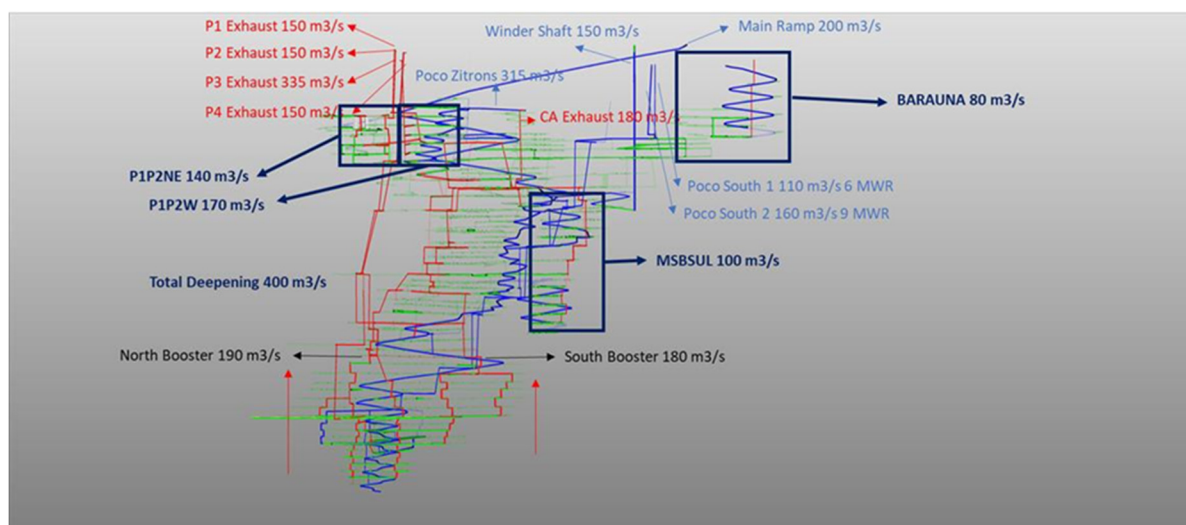 P1 Exhaust 150 m3/s
P2 Exhaust 150 m3/s
P3 Exhaust 335 m3/s
P4 Exhaust 150 m3/s
Winder Shaft 150 m3/s
Main Ramp 200 m3/s
Poco Zitrons 315 m3/s
CA Exhaust 180 m3/s
BARAUNA 80 m3/s
P1P2NE 140 m3/s
P1P2W 170 m3/s
Poco South 1 110 m3/s 6 MWR
Poco South 2 160 m3/s 9 MWR
MSBSUL 100 m3/s
Total Deepening 400 m3/s
North Booster 190 m3/s
South Booster 180 m3/s